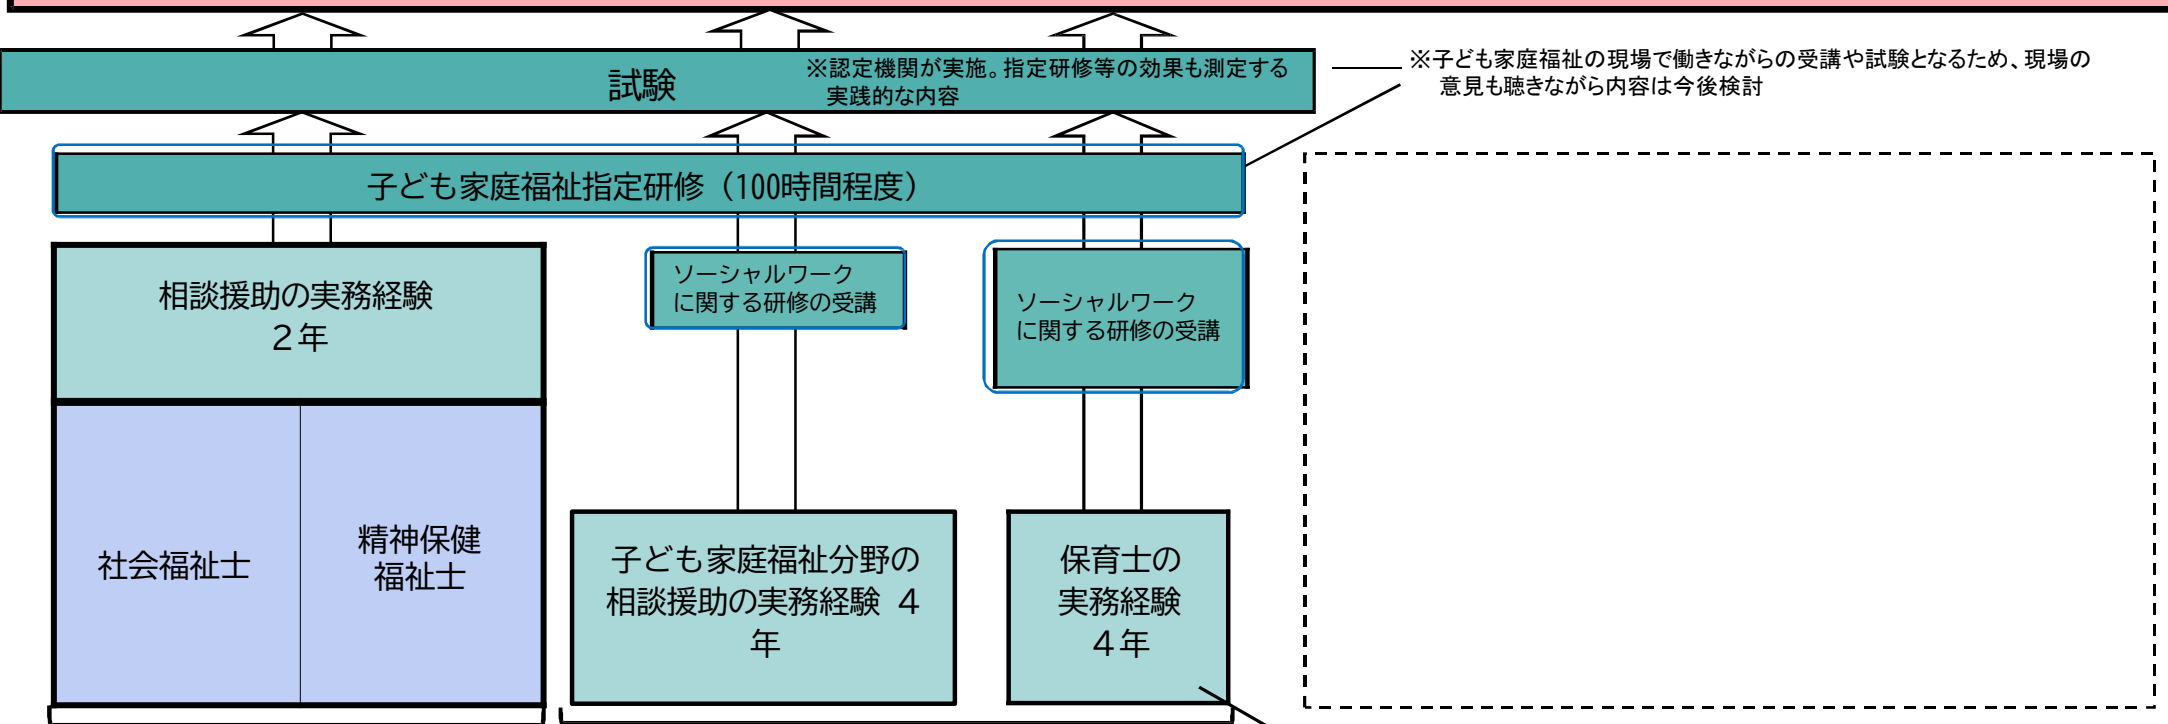 試験
※認定機関が実施。指定研修等の効果も測定する
実践的な内容
※子ども家庭福祉の現場で働きながらの受講や試験となるため、現場の
意見も聴きながら内容は今後検討
子ども家庭福祉指定研修（100時間程度）
相談援助の実務経験
２年
ソーシャルワーク
に関する研修の受講
ソーシャルワーク
に関する研修の受講
社会福祉士
精神保健
福祉士
子ども家庭福祉分野の
相談援助の実務経験 ４
年
保育士の
実務経験
４年